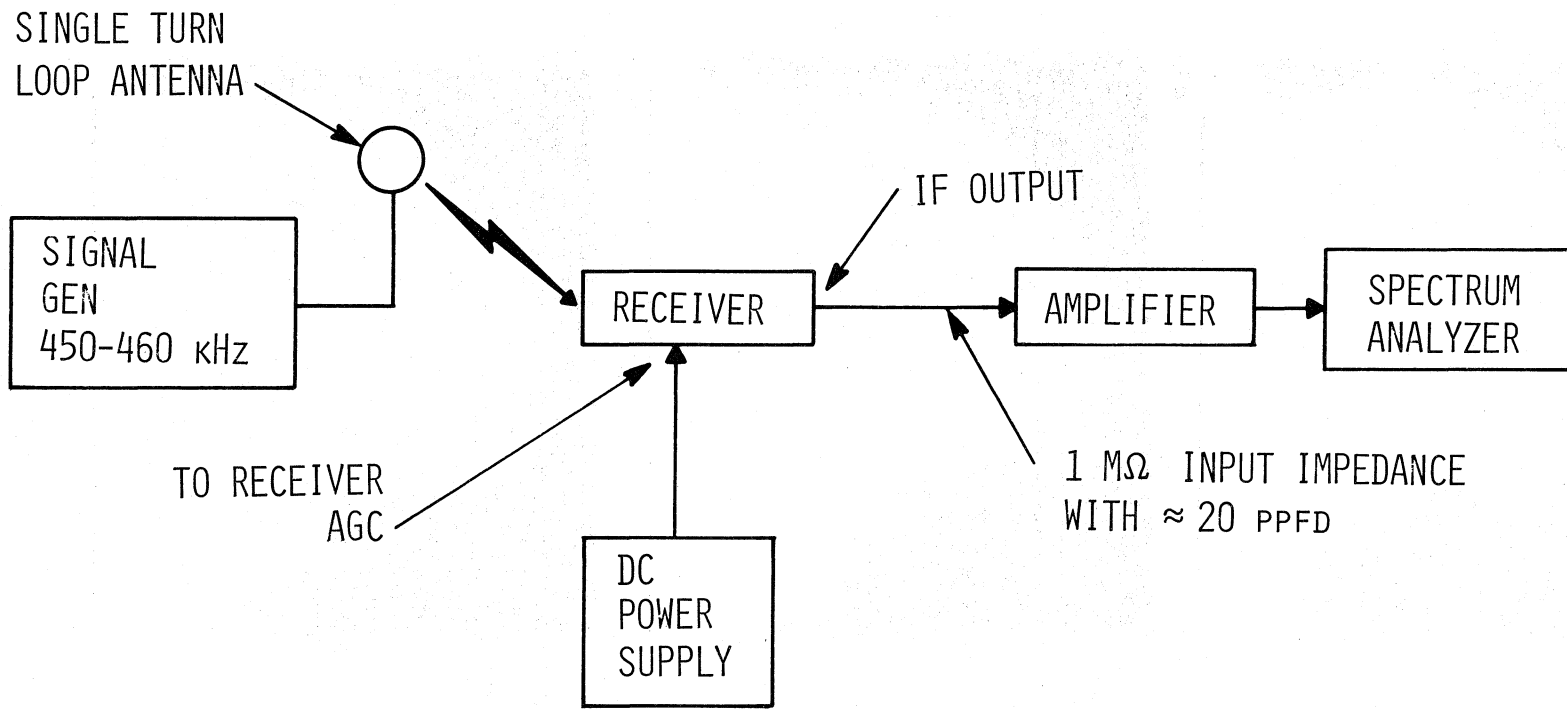 SINGLE TURN
LOOP ANTENNA
SIGNAL
GEN
450-460 KHz
RECEIVER
IF OUTPUT
AMPLIFIER
SPECTRUM
ANALYZER
TO RECEIVER
AGC
DC
POWER
SUPPLY
1 MΩ INPUT IMPEDANCE
WITH ≈ 20 PPFD